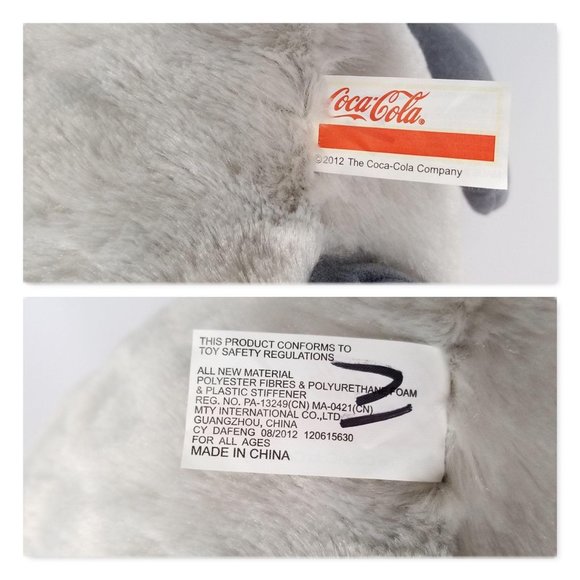 Coca-Cola®
©2012 The Coca-Cola Company
THIS PRODUCT CONFORMS TO
TOY SAFETY REGULATIONS
ALL NEW MATERIAL
POLYESTER FIBRES & POLYURETHANE FOAM
& PLASTIC STIFFENER
REG. NO. PA-13249(CN) MA-0421(CN)
MTY INTERNATIONAL CO.,LTD
GUANGZHOU, CHINA
CY DAFENG 08/2012 120615630
FOR ALL AGES
MADE IN CHINA